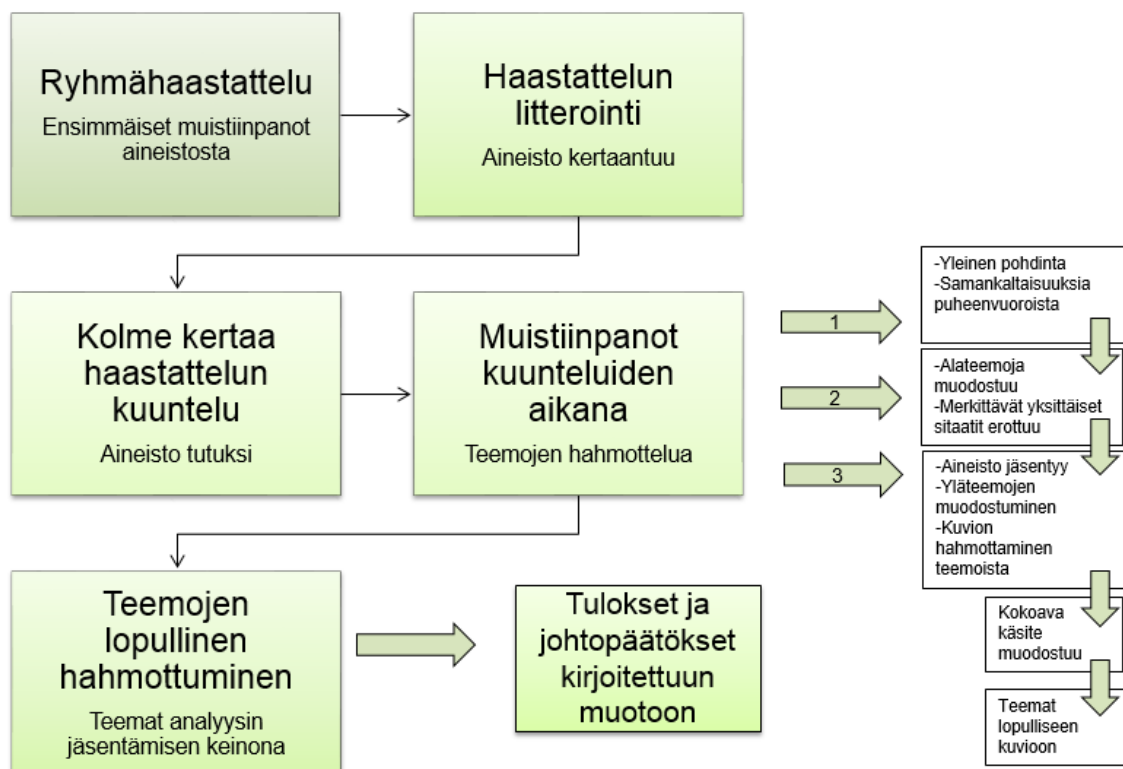 Ryhmähaastattelu
Ensimmäiset muistiinpanot
aineistosta
Haastattelun
litterointi
Aineisto kertaantuu
Kolme kertaa
haastattelun
kuuntelu
Aineisto tutuksi
Muistiinpanot
kuunteluiden
aikana
Teemojen hahmottelua
1
2
3
-Yleinen pohdinta
-Samankaltaisuuksia
puheenvuoroista
-Alateemoja
muodostuu
-Merkittävät yksittäiset
sitaatit erottuu
-Aineisto jäsentyy
-Yläteemojen
muodostuminen
-Kuvion
hahmottaminen
teemoista
Kokoava
käsite
muodostuu
Teemat
lopulliseen
kuvioon
Teemojen
lopullinen
hahmottuminen
Teemat analyysin
jäsentämisen keinona
Tulokset ja
johtopäätökset
kirjoitettuun
muotoon